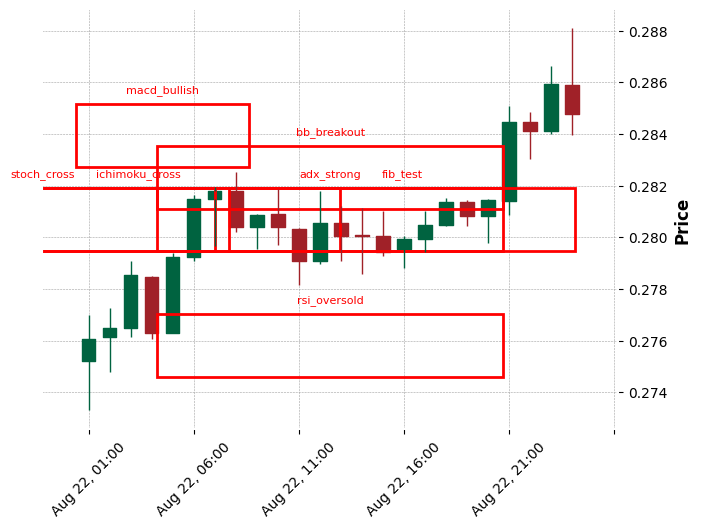 macd_bullish
bb_breakout
stoch_cross
ichimoku_cross
adx_strong
fib_test
rsi_oversold
0.288
0.286
0.284
0.282
0.280
0.278
0.276
0.274
Price
Aug 22, 01:00
Aug 22, 06:00
Aug 22, 11:00
Aug 22, 16:00
Aug 22, 21:00